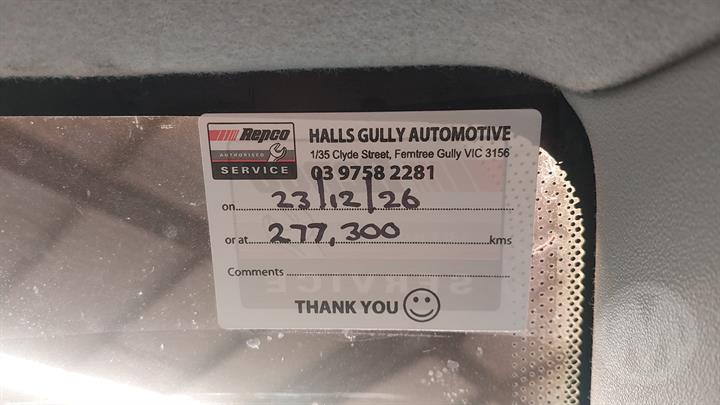 Repco
AUTHORISED
SERVICE
HALLS GULLY AUTOMOTIVE
1/35 Clyde Street, Ferntree Gully VIC 3156
03 9758 2281
on 23/12/26
or at 277,300 kms
Comments
THANK YOU